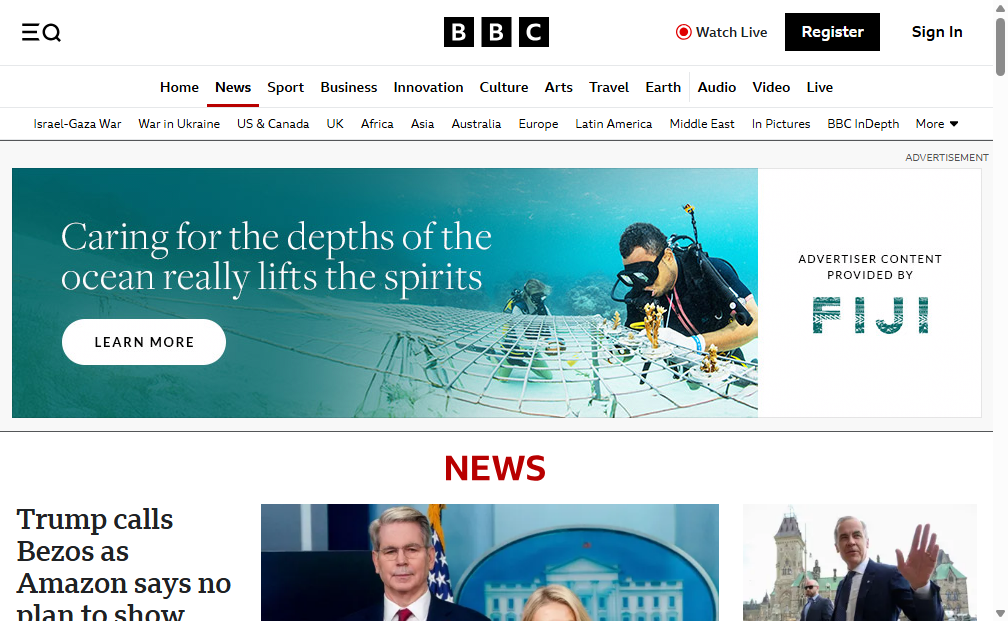 BBC
Watch Live
Register
Sign In
Home News Sport Business Innovation Culture Arts Travel Earth Audio Video Live
Israel-Gaza War War in Ukraine US & Canada UK Africa Asia Australia Europe Latin America Middle East In Pictures BBC InDepth More
ADVERTISEMENT
Caring for the depths of the
ocean really lifts the spirits
LEARN MORE
ADVERTISER CONTENT
PROVIDED BY
FIJI
NEWS
Trump calls
Bezos as
Amazon says no
plan to show